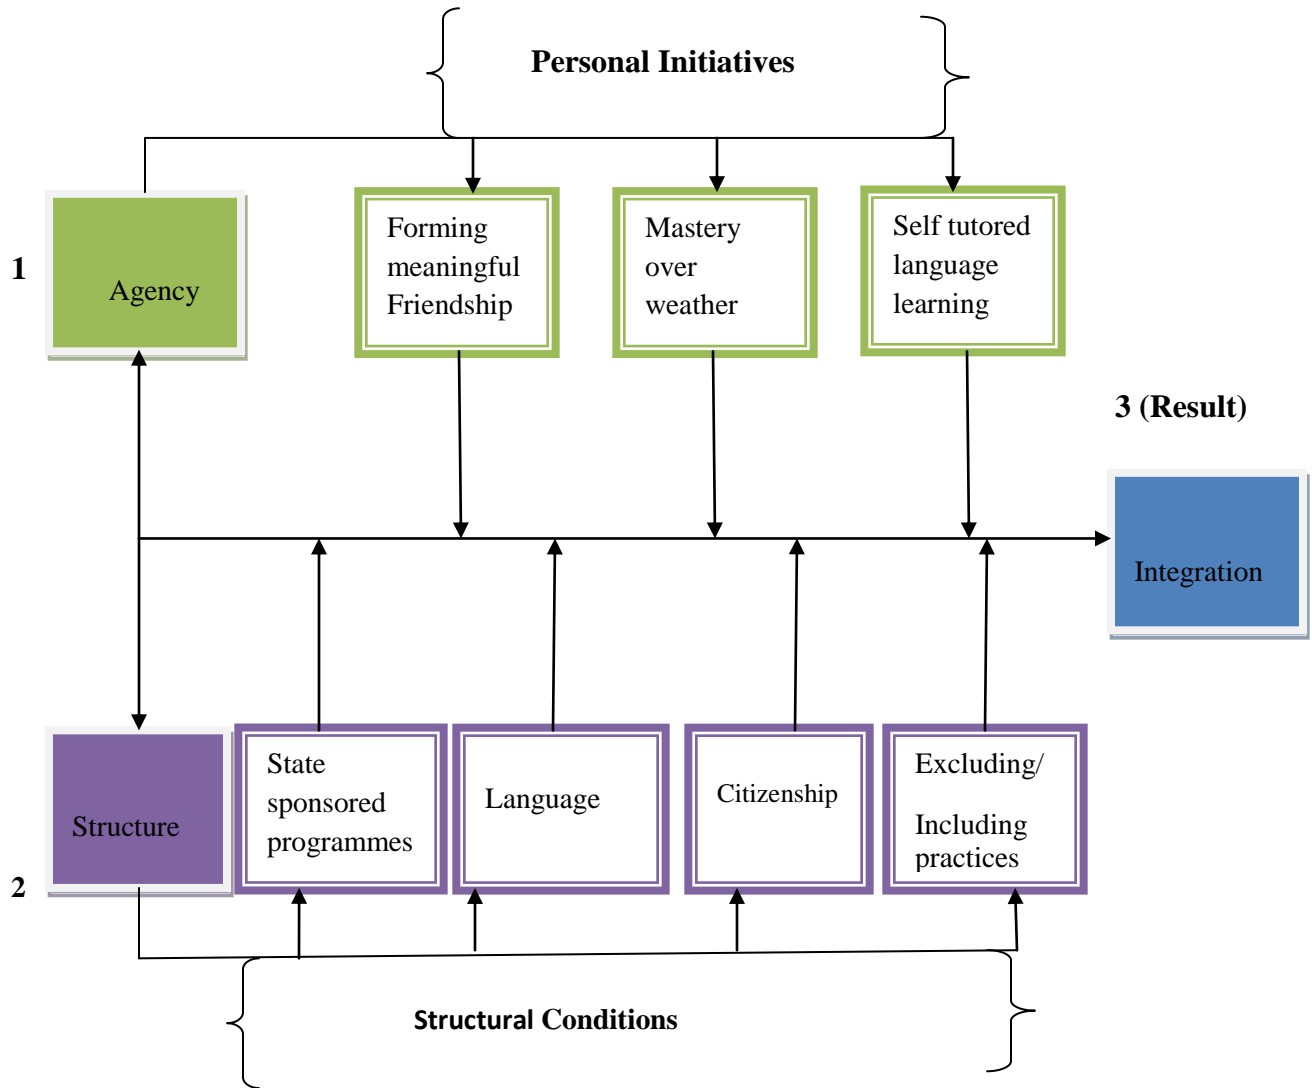 Personal Initiatives
1
Agency
Forming
meaningful
Friendship
Mastery
over
weather
Self tutored
language
learning
3 (Result)
Integration
2
Structure
State
sponsored
programmes
Language
Citizenship
Excluding/
Including
practices
Structural Conditions